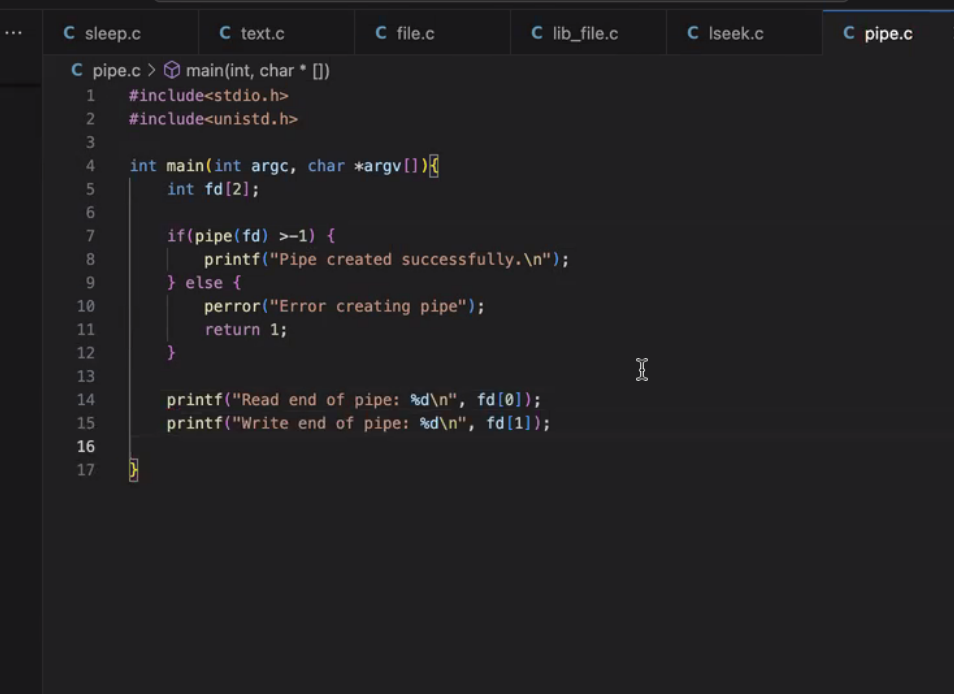 ··· C sleep.c C text.c C file.c C lib_file.c C lseek.c C pipe.c
C pipe.c > main(int, char * [])
1 #include<stdio.h>
2 #include<unistd.h>
3
4 int main(int argc, char *argv[]){
5 int fd[2];
6
7 if(pipe(fd) >-1) {
8 printf("Pipe created successfully.\n");
9 } else {
10 perror("Error creating pipe");
11 return 1;
12 }
13
14 printf("Read end of pipe: %d\n", fd[0]);
15 printf("Write end of pipe: %d\n", fd[1]);
16
17 }